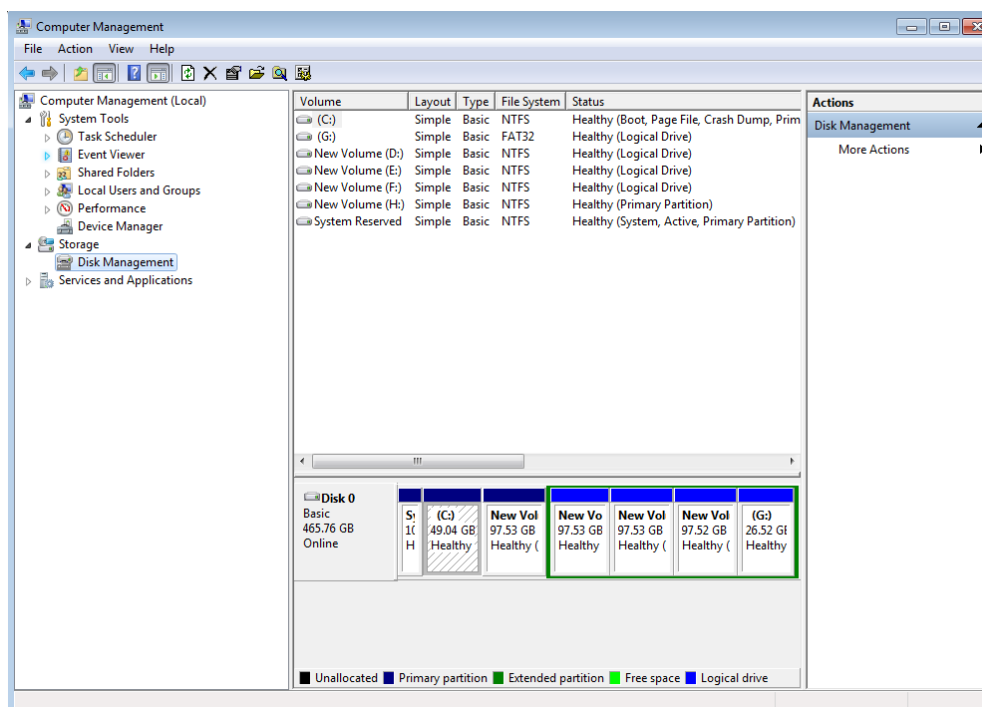 Computer Management
File Action View Help
Computer Management (Local)
System Tools
Task Scheduler
Event Viewer
Shared Folders
Local Users and Groups
Performance
Device Manager
Storage
Disk Management
Services and Applications
Volume Layout Type File System Status
(C:) Simple Basic NTFS Healthy (Boot, Page File, Crash Dump, Prim
(G:) Simple Basic FAT32 Healthy (Logical Drive)
New Volume (D:) Simple Basic NTFS Healthy (Logical Drive)
New Volume (E:) Simple Basic NTFS Healthy (Logical Drive)
New Volume (F:) Simple Basic NTFS Healthy (Logical Drive)
New Volume (H:) Simple Basic NTFS Healthy (Primary Partition)
System Reserved Simple Basic NTFS Healthy (System, Active, Primary Partition)
Actions
Disk Management
More Actions
Disk 0
Basic
465.76 GB
Online
Sy (C:) New Vol New Vo New Vol New Vol (G:)
10 49.04 GB 97.53 GB 97.53 GB 97.53 GB 97.52 GB 26.52 GE
H Healthy Healthy ( Healthy Healthy ( Healthy ( Healthy
Unallocated Primary partition Extended partition Free space Logical drive